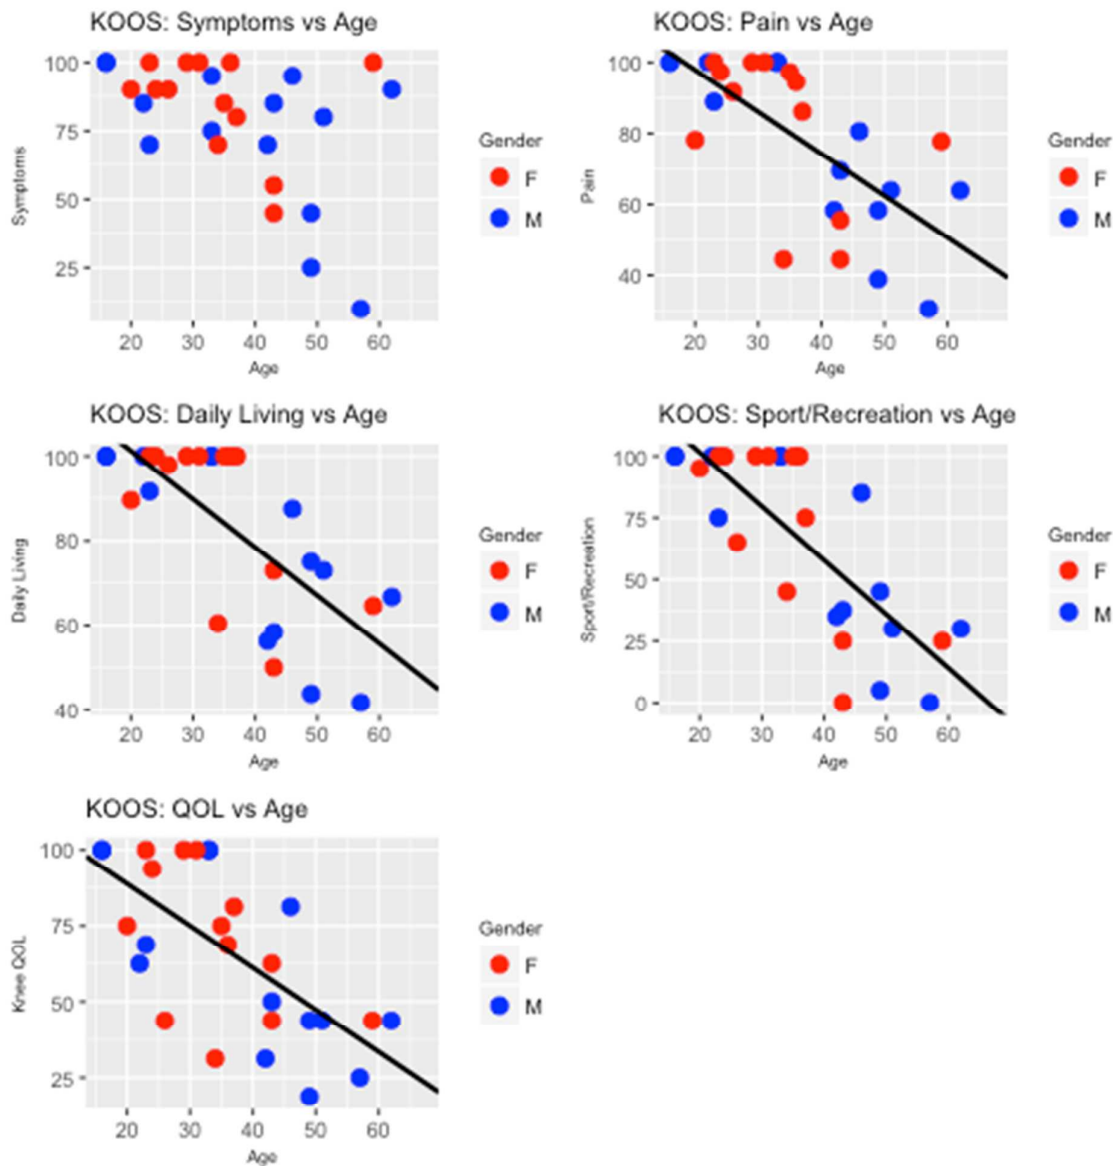 KOOS: Symptoms vs Age
100
75
50
25
Symptoms
20 30 40 50 60
Age
Gender
F
M
KOOS: Pain vs Age
100
80
60
40
Pain
20 30 40 50 60
Age
Gender
F
M
KOOS: Daily Living vs Age
100
80
60
40
Daily Living
20 30 40 50 60
Age
Gender
F
M
KOOS: Sport/Recreation vs Age
100
75
50
25
0
Sport/Recreation
20 30 40 50 60
Age
Gender
F
M
KOOS: QOL vs Age
100
75
50
25
Knee QOL
20 30 40 50 60
Age
Gender
F
M